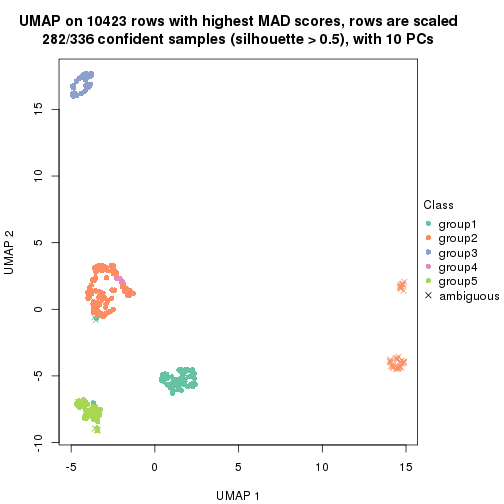 UMAP on 10423 rows with highest MAD scores, rows are scaled
282/336 confident samples (silhouette > 0.5), with 10 PCs
15
10
5
0
-5
-10
UMAP 2
-5
0
5
10
15
UMAP 1
Class
group1
group2
group3
group4
group5
ambiguous